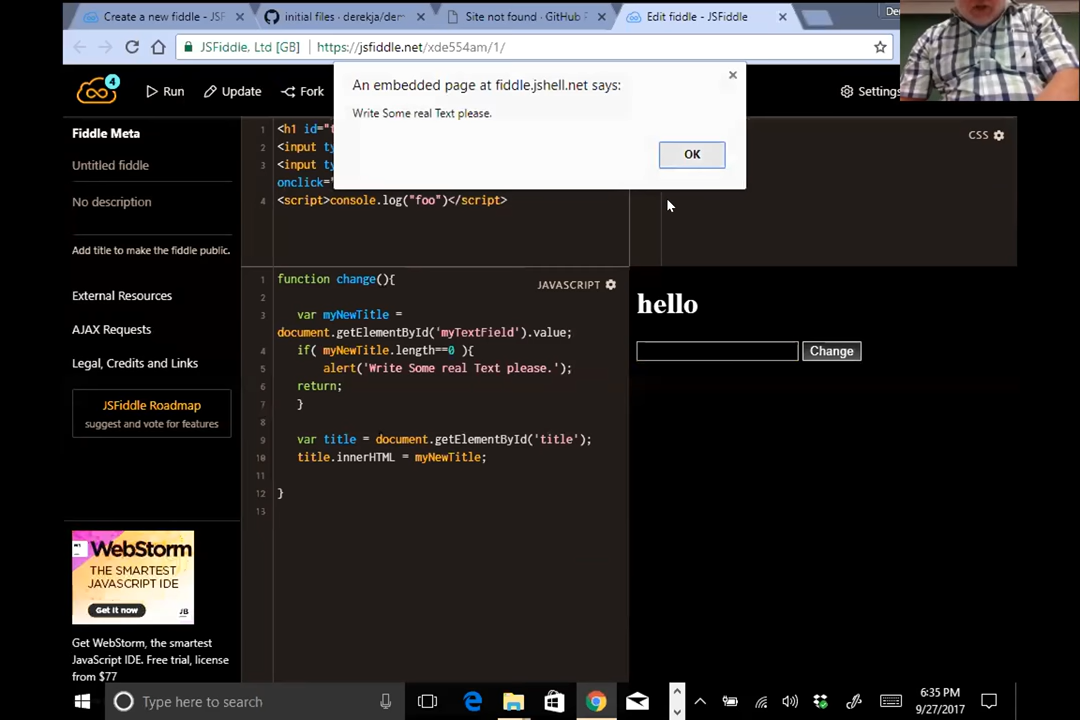 Create a new fiddle - JSF
initial files · derekja/dem
Site not found · GitHub P
Edit fiddle - JSFiddle
JSFiddle, Ltd [GB]
https://jsfiddle.net/xde554am/1/
4
Run
Update
Fork
Settings
An embedded page at fiddle.jshell.net says:
Write Some real Text please.
OK
Fiddle Meta
Untitled fiddle
No description
Add title to make the fiddle public.
External Resources
AJAX Requests
Legal, Credits and Links
JSFiddle Roadmap
suggest and vote for features
WebStorm
THE SMARTEST
JAVASCRIPT IDE
Get it now
Get WebStorm, the smartest
JavaScript IDE. Free trial, license
from $77
1 <h1 id="t
2 <input ty
3 <input ty
onclick="
4 <script>console.log("foo")</script>
CSS
JAVASCRIPT
1 function change(){
2
3 var myNewTitle =
document.getElementById('myTextField').value;
4 if( myNewTitle.length==0 ){
5 alert('Write Some real Text please.');
6 return;
7 }
8
9 var title = document.getElementById('title');
10 title.innerHTML = myNewTitle;
11
12 }
13
hello
Change
Type here to search
6:35 PM
9/27/2017